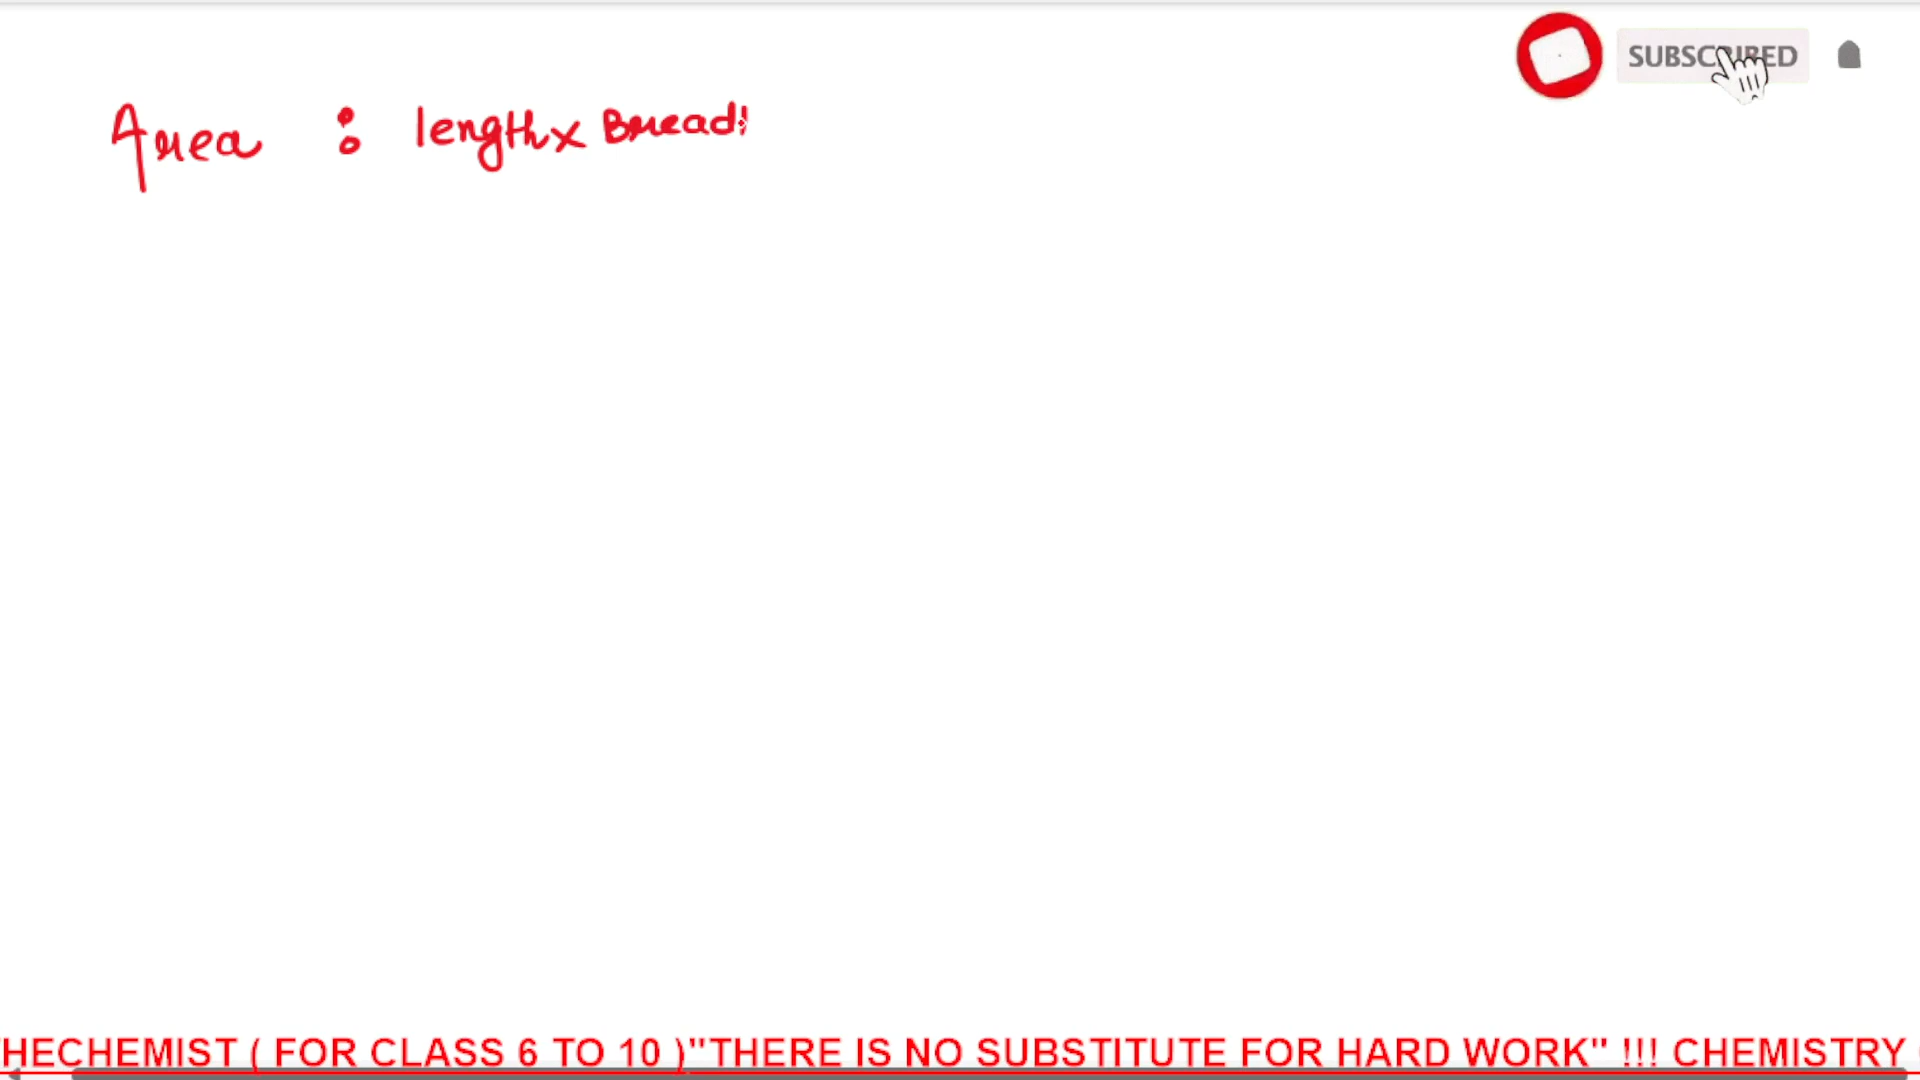 SUBSCRIBED
Area : length x Bread
HECHEMIST ( FOR CLASS 6 TO 10 )"THERE IS NO SUBSTITUTE FOR HARD WORK" !!! CHEMISTRY